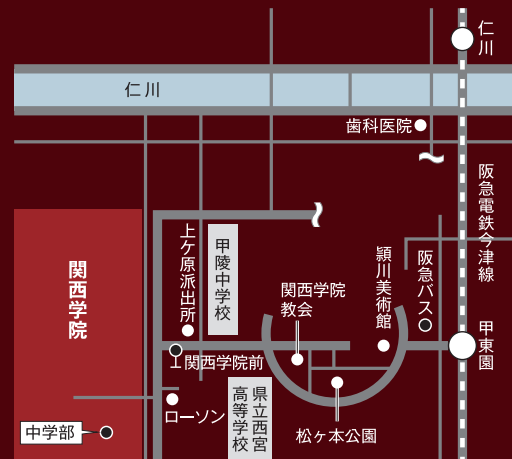 仁川
仁川
歯科医院
阪急電鉄今津線
上ケ原派出所
甲陵中学校
関西学院
頴川美術館
阪急バス
関西学院
教会
甲東園
関西学院前
ローソン
県立西宮
高等学校
松ヶ本公園
中学部